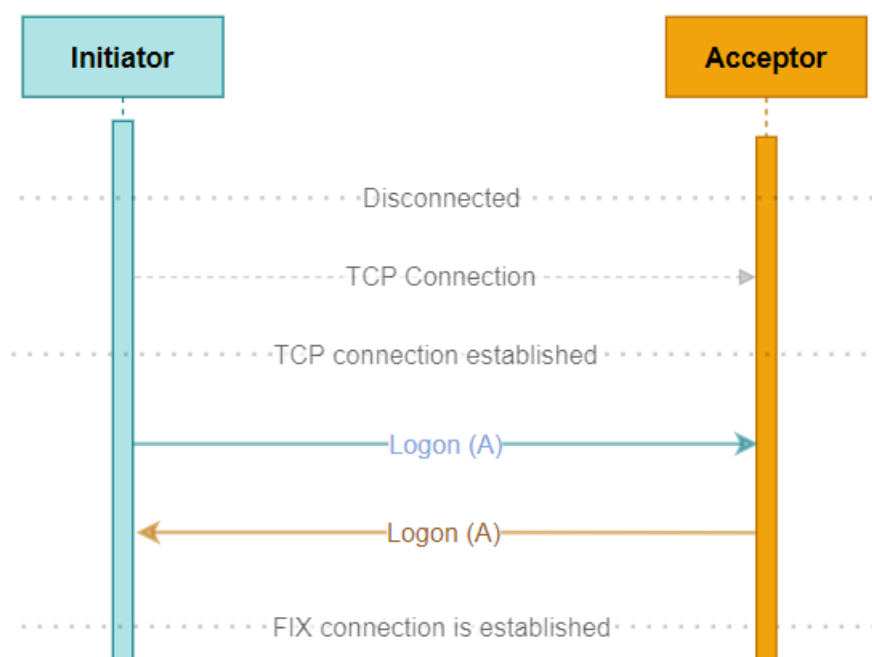 Initiator
Acceptor
Disconnected
TCP Connection
TCP connection established
Logon (A)
Logon (A)
FIX connection is established